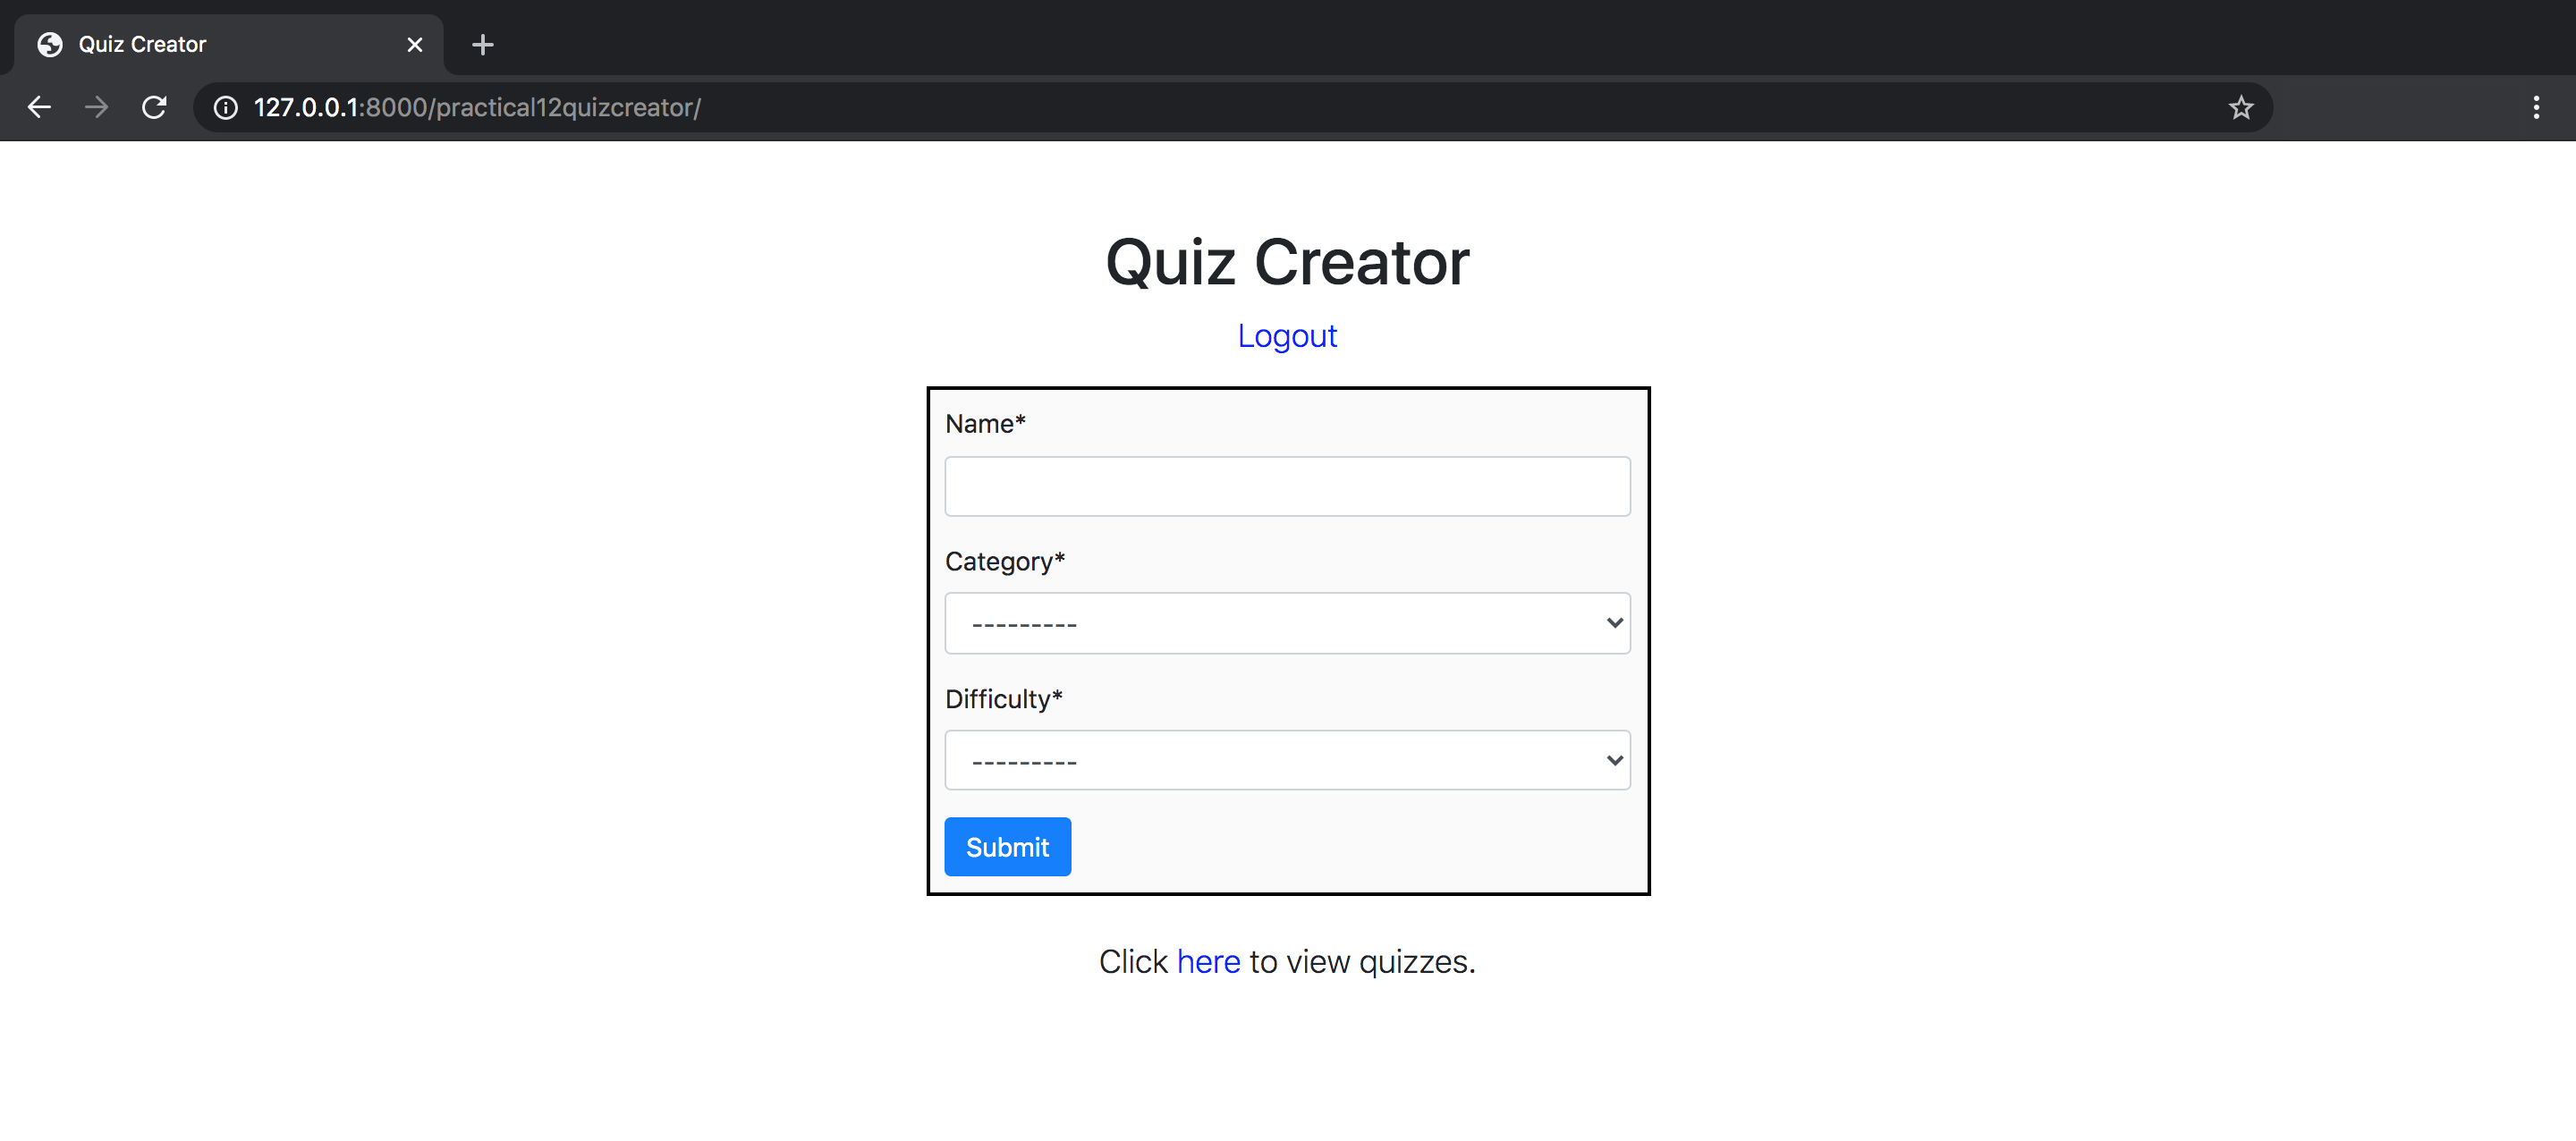 Quiz Creator
127.0.0.1:8000/practical12quizcreator/
Quiz Creator
Logout
Name*
Category*
---------
Difficulty*
---------
Submit
Click here to view quizzes.